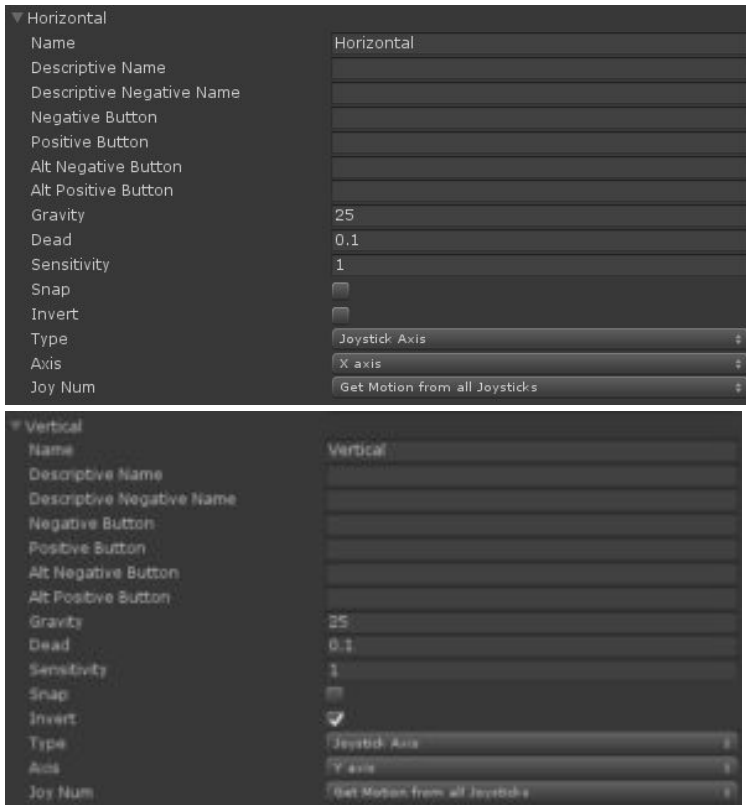 Horizontal
Name Horizontal
Descriptive Name
Descriptive Negative Name
Negative Button
Positive Button
Alt Negative Button
Alt Positive Button
Gravity 25
Dead 0.1
Sensitivity 1
Snap
Invert
Type Joystick Axis
Axis X axis
Joy Num Get Motion from all Joysticks
Vertical
Name Vertical
Descriptive Name
Descriptive Negative Name
Negative Button
Positive Button
Alt Negative Button
Alt Positive Button
Gravity 25
Dead 0.1
Sensitivity 1
Snap
Invert
Type Joystick Axis
Axis Y axis
Joy Num Get Motion from all Joysticks